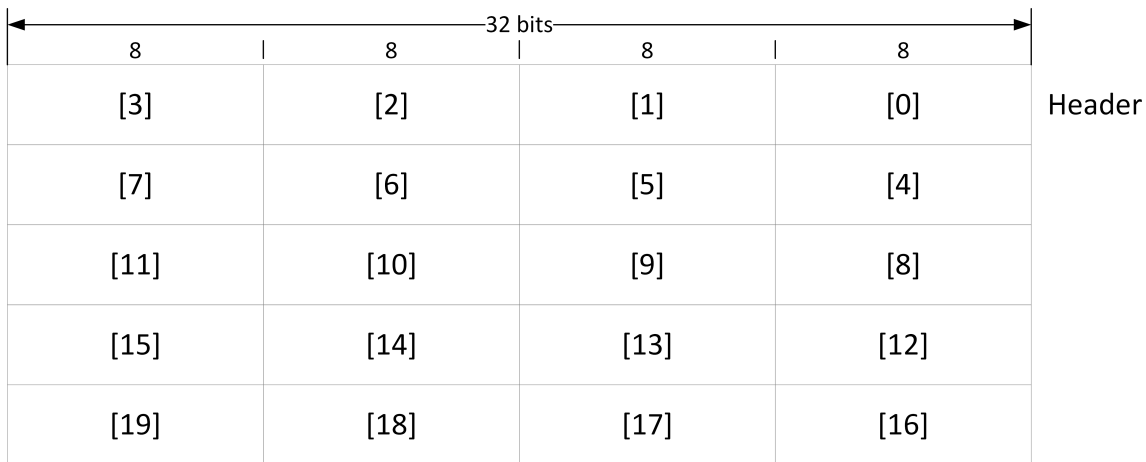 32 bits
8 | 8 | 8 | 8
[3] [2] [1] [0] Header
[7] [6] [5] [4]
[11] [10] [9] [8]
[15] [14] [13] [12]
[19] [18] [17] [16]